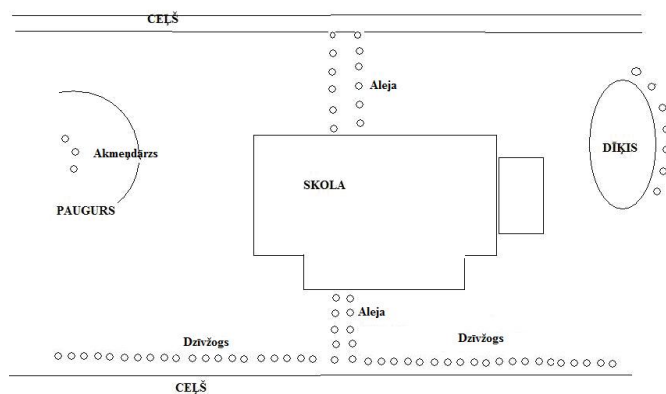 CEĻŠ
Aleja
DĪĶIS
Akmeņdārzs
SKOLA
PAUGURS
Aleja
Dzīvžogs
Dzīvžogs
CEĻŠ